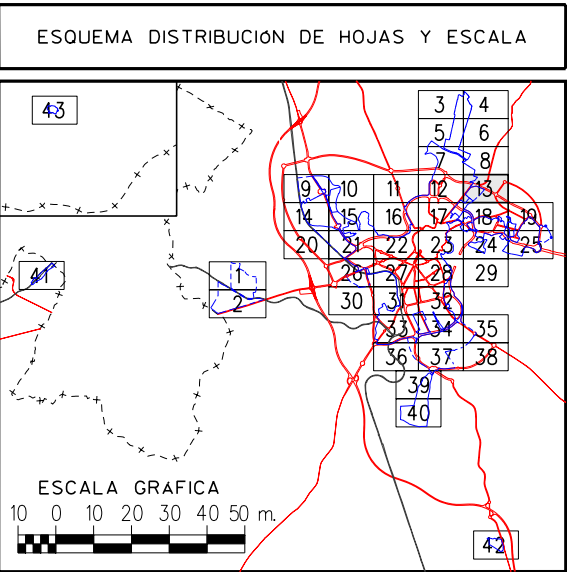 ESQUEMA DISTRIBUCIóN DE HOJAS Y ESCALA
43
3 4
5 6
7 8
9 10 11 12 13
14 15 16 17 18 19
20 21 22 23 24 25
41 1 26 27 28 29
2 30 31 32
33 34 35
36 37 38
39
40
ESCALA GRÁFICA
10 0 10 20 30 40 50 m.
42